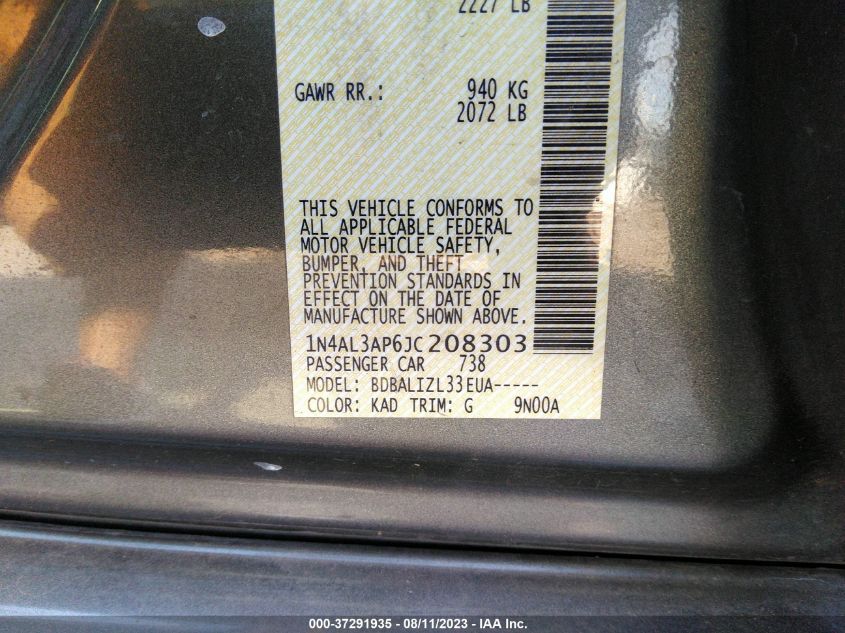 2227 LB
GAWR RR.: 940 KG
2072 LB
THIS VEHICLE CONFORMS TO
ALL APPLICABLE FEDERAL
MOTOR VEHICLE SAFETY,
BUMPER, AND THEFT
PREVENTION STANDARDS IN
EFFECT ON THE DATE OF
MANUFACTURE SHOWN ABOVE.
1N4AL3AP6JC208303
PASSENGER CAR 738
MODEL: BDBALIZL33EUA-----
COLOR: KAD TRIM: G 9N00A
000-37291935 - 08/11/2023 - IAA Inc.